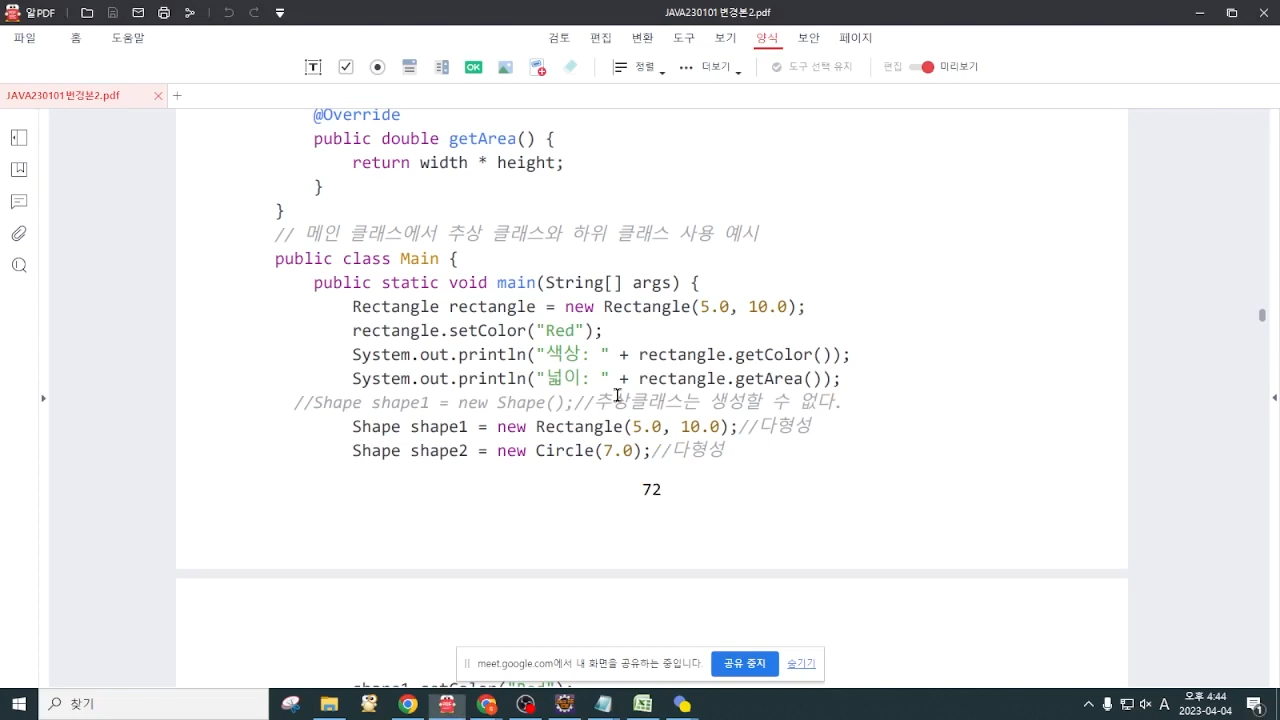 알PDF
JAVA230101변경본2.pdf
파일 홈 도움말 검토 편집 변환 도구 보기 양식 보안 페이지
T OK 정렬 더보기 도구 선택 유지 편집 미리보기
JAVA230101변경본2.pdf
@Override
public double getArea() {
return width * height;
}
}
// 메인 클래스에서 추상 클래스와 하위 클래스 사용 예시
public class Main {
public static void main(String[] args) {
Rectangle rectangle = new Rectangle(5.0, 10.0);
rectangle.setColor("Red");
System.out.println("색상: " + rectangle.getColor());
System.out.println("넓이: " + rectangle.getArea());
//Shape shape1 = new Shape();//추상클래스는 생성할 수 없다.
Shape shape1 = new Rectangle(5.0, 10.0);//다형성
Shape shape2 = new Circle(7.0);//다형성
72
meet.google.com에서 내 화면을 공유하는 중입니다. 공유 중지 숨기기
shape1.setColor("Red");
찾기
A 오후 4:44
2023-04-04
1